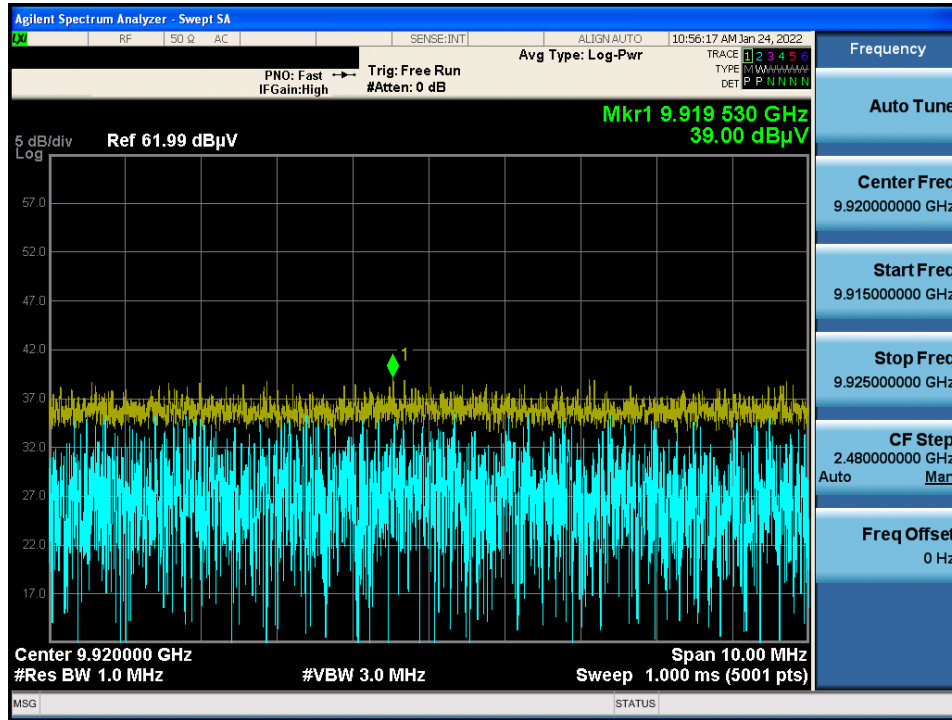 Agilent Spectrum Analyzer - Swept SA
LXI RF 50 Ω AC SENSE:INT ALIGN AUTO 10:56:17 AM Jan 24, 2022
Avg Type: Log-Pwr TRACE 1 2 3 4 5 6
PNO: Fast Trig: Free Run TYPE M W W W W W
IFGain:High #Atten: 0 dB DET P P N N N N
Mkr1 9.919 530 GHz
39.00 dBµV
5 dB/div Ref 61.99 dBµV
Log
57.0
52.0
47.0
42.0
1
37.0
32.0
27.0
22.0
17.0
Center 9.920000 GHz Span 10.00 MHz
#Res BW 1.0 MHz #VBW 3.0 MHz Sweep 1.000 ms (5001 pts)
MSG STATUS
Frequency
Auto Tune
Center Freq
9.920000000 GHz
Start Freq
9.915000000 GHz
Stop Freq
9.925000000 GHz
CF Step
2.480000000 GHz
Auto Man
Freq Offset
0 Hz